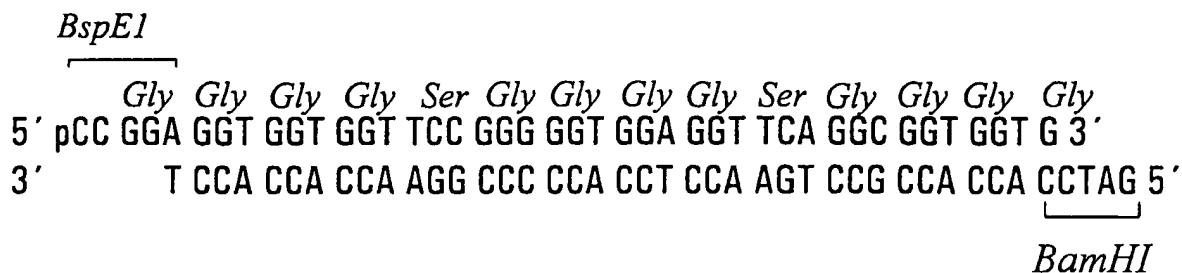 BspE1
Gly Gly Gly Gly Ser Gly Gly Gly Gly Ser Gly Gly Gly Gly
5´ pCC GGA GGT GGT GGT TCC GGG GGT GGA GGT TCA GGC GGT GGT G 3´
3´ T CCA CCA CCA AGG CCC CCA CCT CCA AGT CCG CCA CCA CCTAG 5´
BamHI